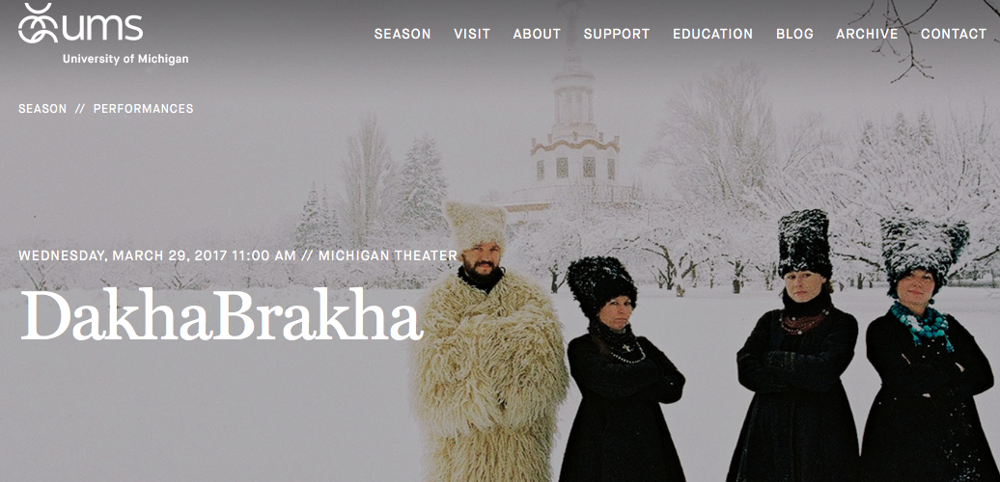 ums
University of Michigan
SEASON VISIT ABOUT SUPPORT EDUCATION BLOG ARCHIVE CONTACT
SEASON // PERFORMANCES
WEDNESDAY, MARCH 29, 2017 11:00 AM // MICHIGAN THEATER
DakhaBrakha